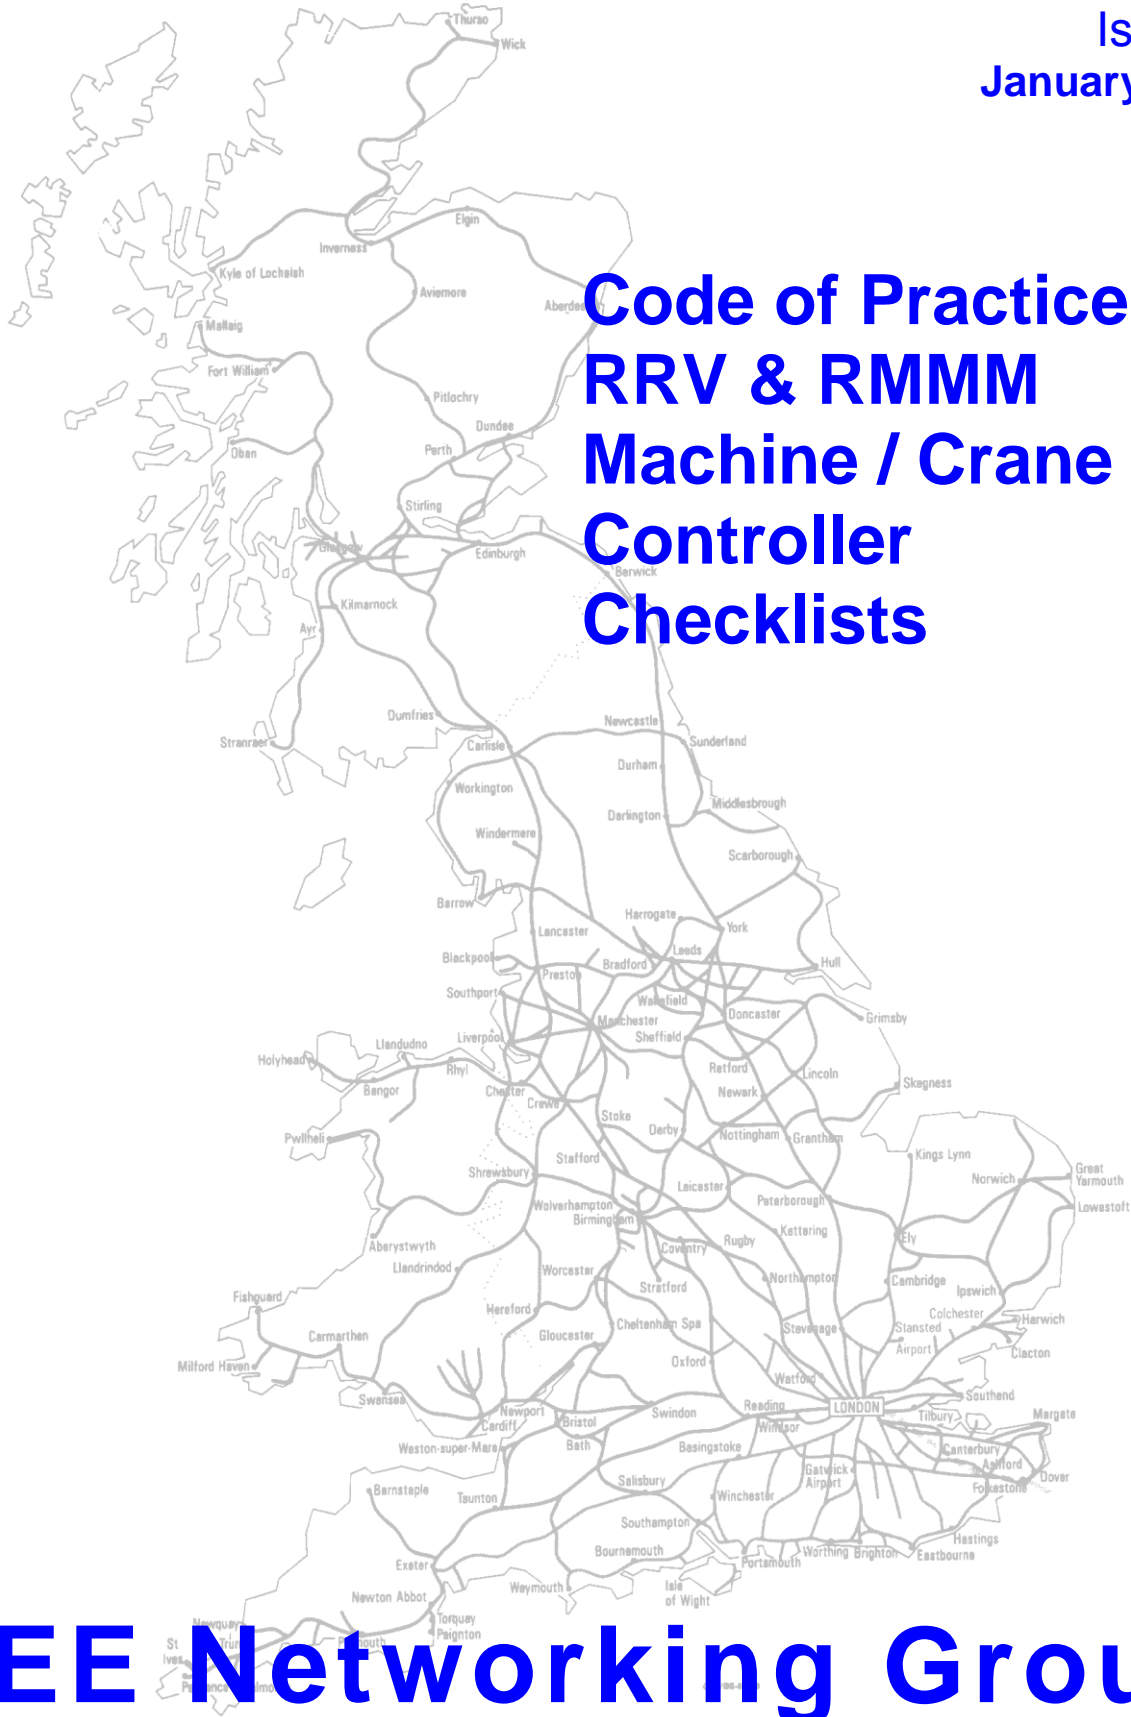 Is
January
Thurso
Wick
Elgin
Inverness
Kyle of Lochalsh
Aviemore
Mallaig
Fort William
Code of Practice
RRV & RMMM
Machine / Crane
Controller
Checklists
Pitlochry
Dundee
Oban
Perth
Stirling
Glasgow
Edinburgh
Berwick
Kilmarnock
Ayr
Dumfries
Newcastle
Stranraer
Carlisle
Sunderland
Durham
Workington
Middlesbrough
Darlington
Windermere
Scarborough
Barrow
Harrogate
York
Lancaster
Leeds
Blackpool
Bradford
Hull
Preston
Southport
Wakefield
Doncaster
Manchester
Grimsby
Liverpool
Sheffield
Llandudno
Holyhead
Rhyl
Retford
Lincoln
Bangor
Chester
Newark
Skegness
Crewe
Stoke
Derby
Nottingham
Grantham
Pwllheli
Stafford
Kings Lynn
Shrewsbury
Norwich
Great
Yarmouth
Leicester
Peterborough
Wolverhampton
Lowestoft
Birmingham
Kettering
Coventry
Rugby
Ely
Aberystwyth
Llandrindod
Worcester
Northampton
Cambridge
Stratford
Ipswich
Fishguard
Hereford
Colchester
Harwich
Cheltenham Spa
Stevenage
Stansted
Airport
Carmarthen
Gloucester
Clacton
Oxford
Milford Haven
Watford
Swansea
Newport
Reading
LONDON
Southend
Cardiff
Bristol
Swindon
Windsor
Tilbury
Margate
Weston-super-Mare
Bath
Basingstoke
Canterbury
Ashford
Gatwick
Airport
Dover
Salisbury
Folkestone
Barnstaple
Taunton
Winchester
Southampton
Hastings
Bournemouth
Portsmouth
Worthing
Brighton
Eastbourne
Exeter
Weymouth
Isle
of Wight
Newton Abbot
Torquay
Paignton
Newquay
St
Ives
EE Networking Grou